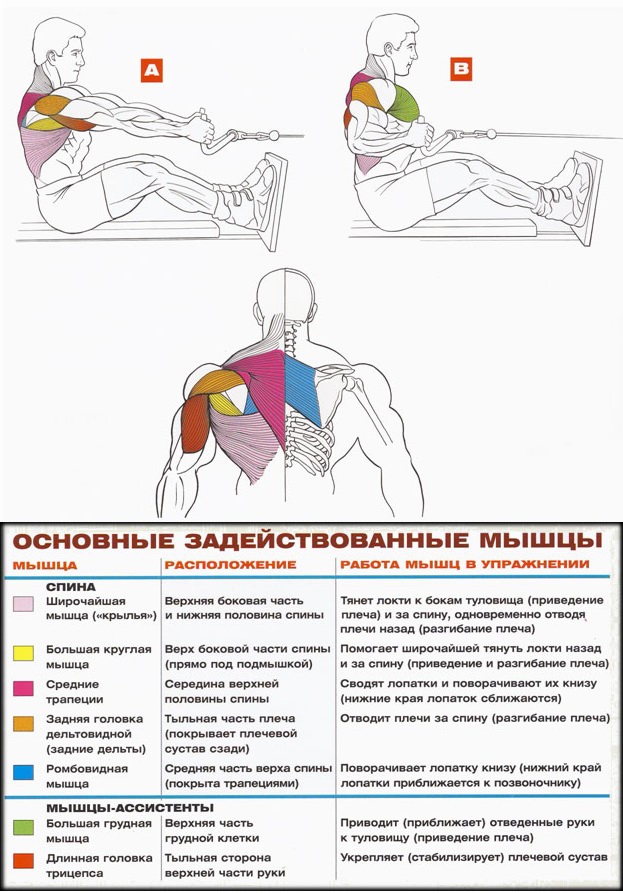 A
B
ОСНОВНЫЕ ЗАДЕЙСТВОВАННЫЕ МЫШЦЫ
МЫШЦА РАСПОЛОЖЕНИЕ РАБОТА МЫШЦ В УПРАЖНЕНИИ
СПИНА
Широчайшая Верхняя боковая часть Тянет локти к бокам туловища (приведение
мышца («крылья») и нижняя половина спины плеча) и за спину, одновременно отводя
плечи назад (разгибание плеча)
Большая круглая Верх боковой части спины Помогает широчайшей тянуть локти назад
мышца (прямо под подмышкой) и за спину (приведение и разгибание плеча)
Средние Середина верхней Сводят лопатки и поворачивают их книзу
трапеции половины спины (нижние края лопаток сближаются)
Задняя головка Тыльная часть плеча Отводит плечи за спину (разгибание плеча)
дельтовидной (покрывает плечевой
(задние дельты) сустав сзади)
Ромбовидная Средняя часть верха спины Поворачивает лопатку книзу (нижний край
мышца (покрыта трапециями) лопатки приближается к позвоночнику)
МЫШЦЫ-АССИСТЕНТЫ
Большая грудная Верхняя часть Приводит (приближает) отведенные руки
мышца грудной клетки к туловищу (приведение плеча)
Длинная головка Тыльная сторона Укрепляет (стабилизирует) плечевой сустав
трицепса верхней части руки